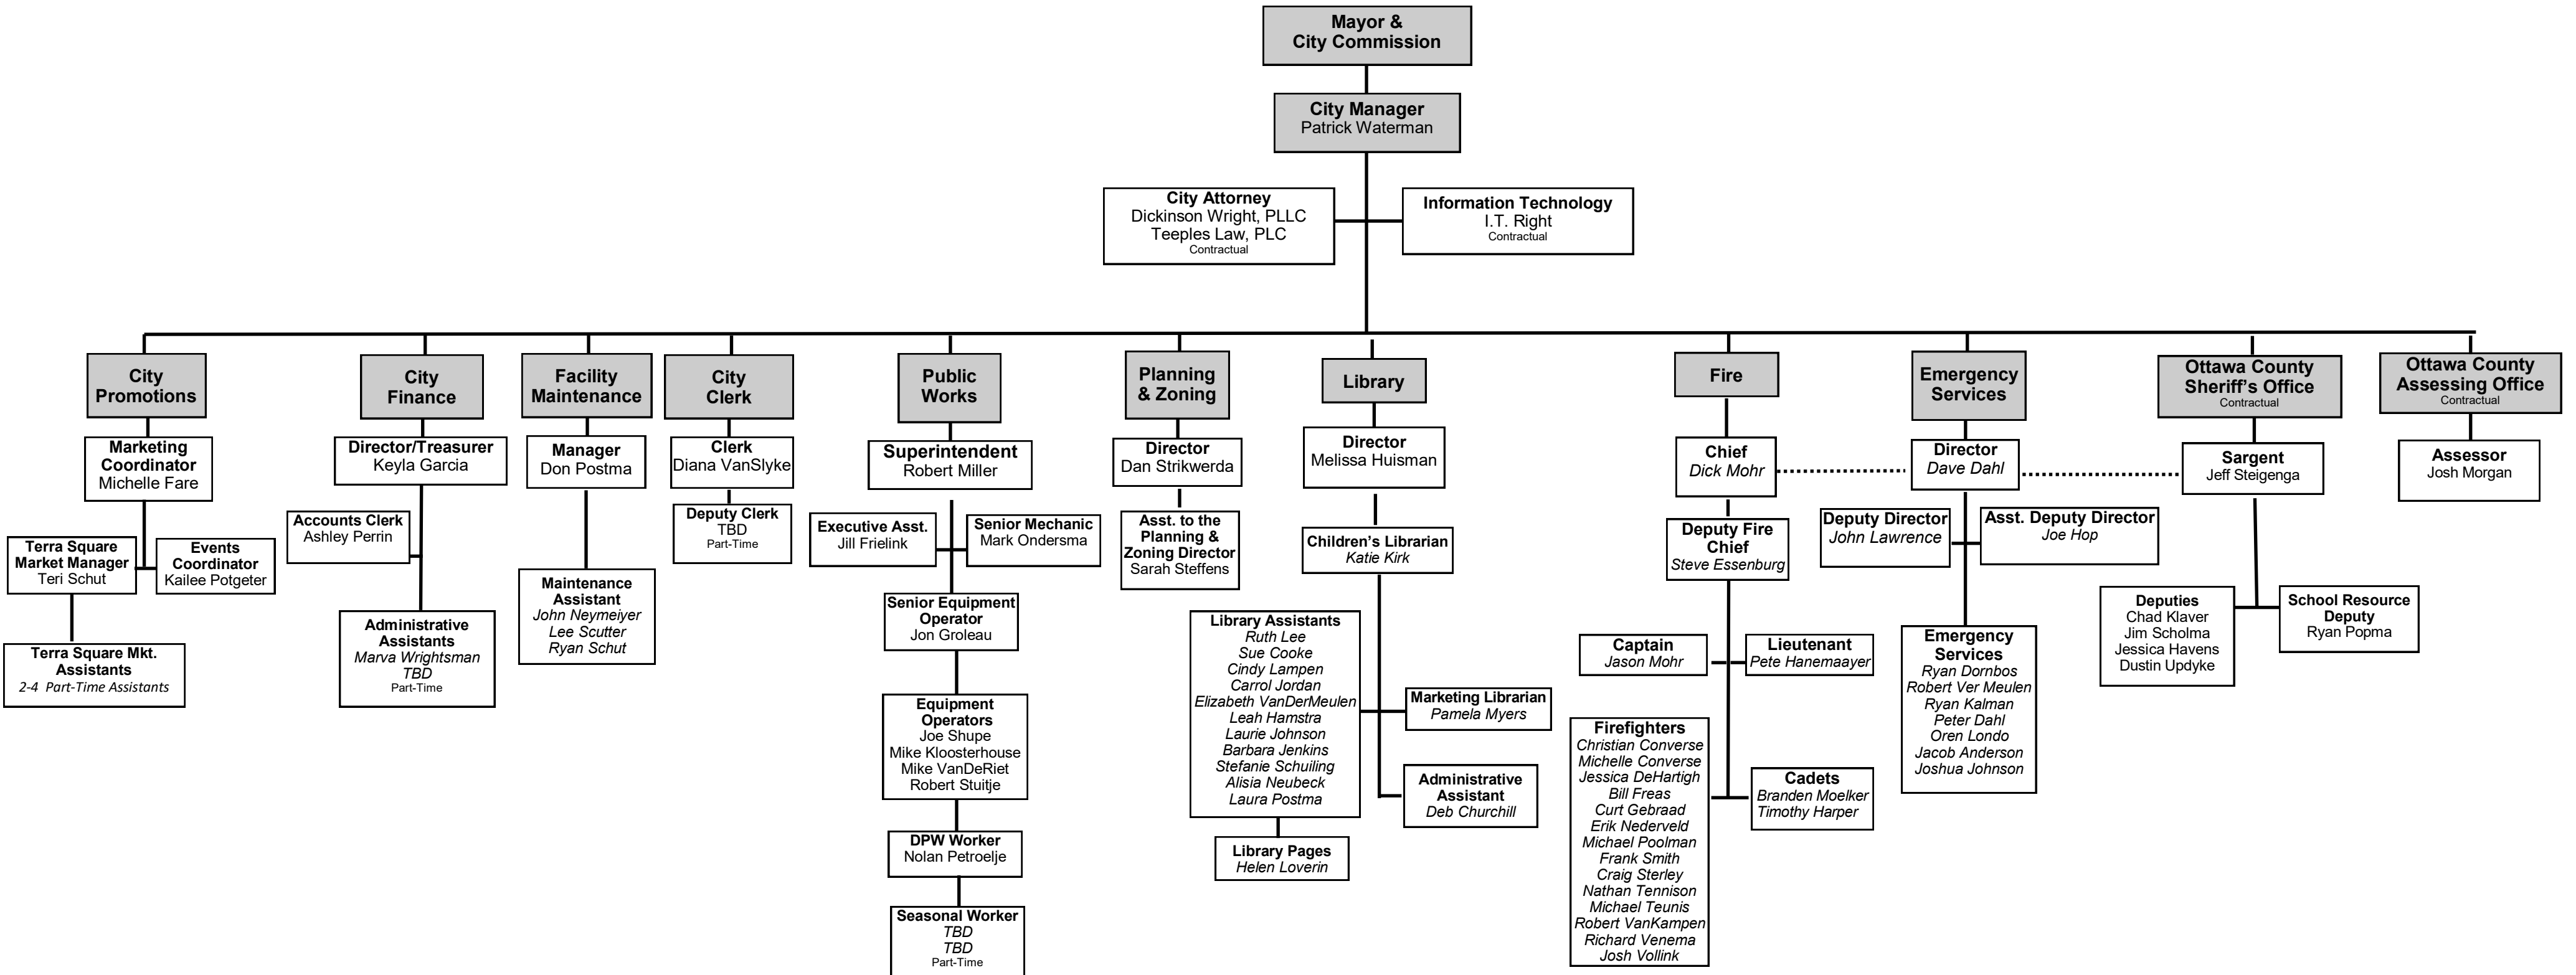 Mayor &
City Commission
City Manager
Patrick Waterman
City Attorney
Dickinson Wright, PLLC
Teeples Law, PLC
Contractual
Information Technology
I.T. Right
Contractual
City
Promotions
Marketing
Coordinator
Michelle Fare
Terra Square
Market Manager
Teri Schut
Events
Coordinator
Kailee Potgeter
Terra Square Mkt.
Assistants
2-4 Part-Time Assistants
City
Finance
Director/Treasurer
Keyla Garcia
Accounts Clerk
Ashley Perrin
Administrative
Assistants
Marva Wrightsman
TBD
Part-Time
Facility
Maintenance
Manager
Don Postma
Maintenance
Assistant
John Neymeiyer
Lee Scutter
Ryan Schut
City
Clerk
Clerk
Diana VanSlyke
Deputy Clerk
TBD
Part-Time
Public
Works
Superintendent
Robert Miller
Executive Asst.
Jill Frielink
Senior Mechanic
Mark Ondersma
Senior Equipment
Operator
Jon Groleau
Equipment
Operators
Joe Shupe
Mike Kloosterhouse
Mike VanDeRiet
Robert Stuitje
DPW Worker
Nolan Petroelje
Seasonal Worker
TBD
TBD
Part-Time
Planning
& Zoning
Director
Dan Strikwerda
Asst. to the
Planning &
Zoning Director
Sarah Steffens
Library
Director
Melissa Huisman
Children’s Librarian
Katie Kirk
Library Assistants
Ruth Lee
Sue Cooke
Cindy Lampen
Carrol Jordan
Elizabeth VanDerMeulen
Leah Hamstra
Laurie Johnson
Barbara Jenkins
Stefanie Schuiling
Alisia Neubeck
Laura Postma
Marketing Librarian
Pamela Myers
Administrative
Assistant
Deb Churchill
Library Pages
Helen Loverin
Fire
Chief
Dick Mohr
Deputy Fire
Chief
Steve Essenburg
Captain
Jason Mohr
Lieutenant
Pete Hanemaayer
Firefighters
Christian Converse
Michelle Converse
Jessica DeHartigh
Bill Freas
Curt Gebraad
Erik Nederveld
Michael Poolman
Frank Smith
Craig Sterley
Nathan Tennison
Michael Teunis
Robert VanKampen
Richard Venema
Josh Vollink
Cadets
Branden Moelker
Timothy Harper
Emergency
Services
Director
Dave Dahl
Deputy Director
John Lawrence
Asst. Deputy Director
Joe Hop
Emergency
Services
Ryan Dornbos
Robert Ver Meulen
Ryan Kalman
Peter Dahl
Oren Londo
Jacob Anderson
Joshua Johnson
Ottawa County
Sheriff’s Office
Contractual
Sargent
Jeff Steigenga
Deputies
Chad Klaver
Jim Scholma
Jessica Havens
Dustin Updyke
School Resource
Deputy
Ryan Popma
Ottawa County
Assessing Office
Contractual
Assessor
Josh Morgan